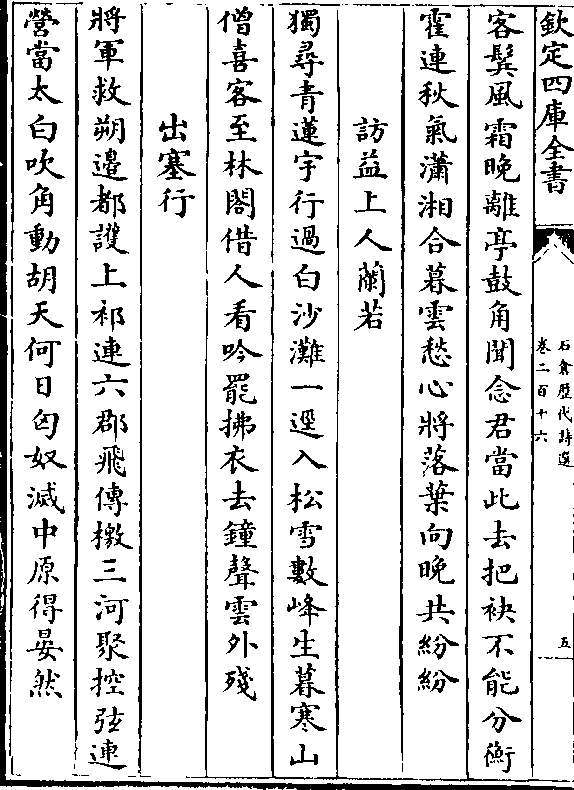 欽定四庫全書
石倉歷代詩選
卷二百十六
五
客鬂風霜晚離亭鼓角聞念君當此去把袂不能分衡
霍連秋氣瀟湘合暮雲愁心將落葉向晚共紛紛
訪益上人蘭若
獨尋青蓮宇行過白沙灘一逕入松雪數峰生暮寒山
僧喜客至林閣借人看吟罷拂衣去鐘聲雲外殘
出塞行
將軍救朔邉都護上祁連六郡飛傳檄三河聚控弦連
營當太白吹角動胡天何日匈奴滅中原得晏然